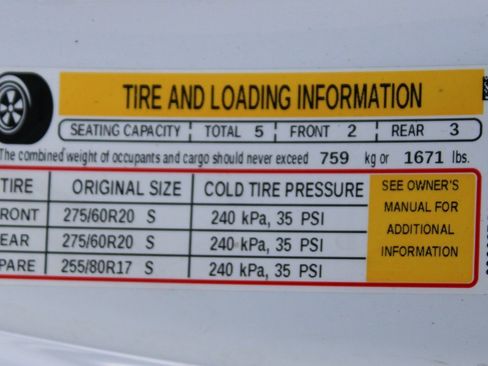 TIRE AND LOADING INFORMATION
SEATING CAPACITY TOTAL 5 FRONT 2 REAR 3
The combined weight of occupants and cargo should never exceed 759 kg or 1671 lbs.
TIRE ORIGINAL SIZE COLD TIRE PRESSURE
RONT 275/60R20 S 240 kPa, 35 PSI
EAR 275/60R20 S 240 kPa, 35 PSI
PARE 255/80R17 S 240 kPa, 35 PSI
SEE OWNER'S
MANUAL FOR
ADDITIONAL
INFORMATION